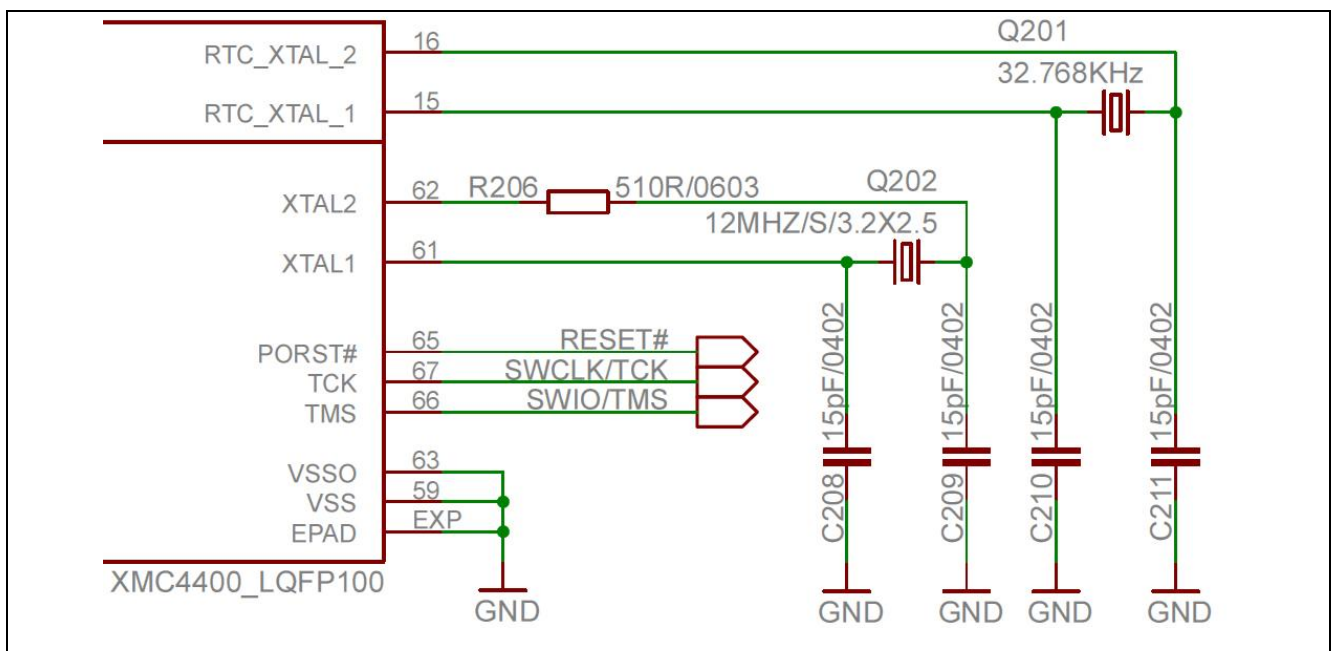 Q201
16
RTC_XTAL_2
32.768KHz
15
RTC_XTAL_1
62
R206
510R/0603
Q202
XTAL2
12MHZ/S/3.2X2.5
61
XTAL1
65
RESET#
PORST#
67
SWCLK/TCK
TCK
66
SWIO/TMS
TMS
15pF/0402
15pF/0402
15pF/0402
15pF/0402
63
VSSO
59
VSS
EXP
EPAD
C208
C209
C210
C211
XMC4400_LQFP100
GND
GND
GND
GND
GND